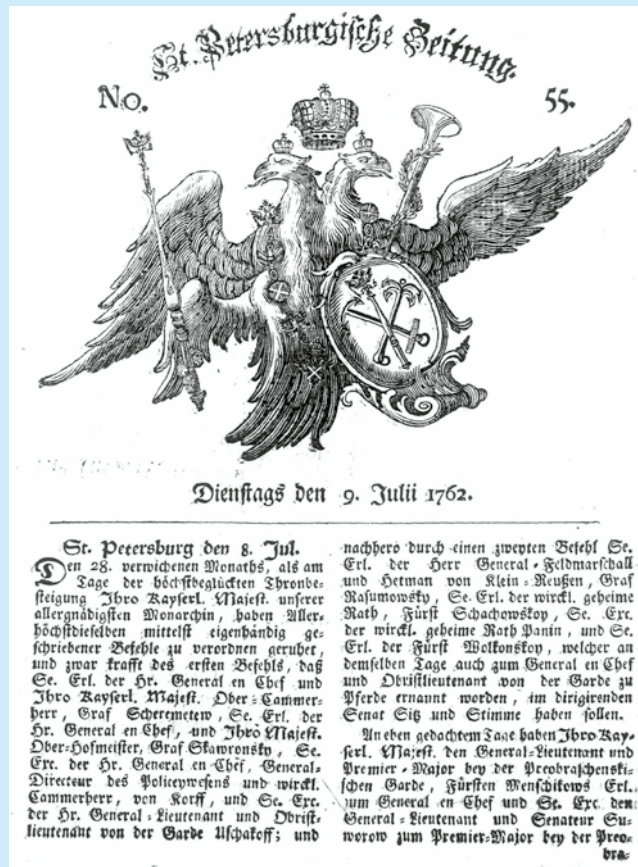 St. Petersburgische Zeitung.
No. 55.
Dienstags den 9. Julii 1762.
St. Petersburg den 8. Jul.
Den 28. verwichenen Monaths, als am
Tage der höchstbeglückten Thronbe-
steigung Ihro Kayserl. Majest. unserer
allergnädigsten Monarchin, haben Aller-
höchstdieselben mittelst eigenhändig ge-
schriebener Befehle zu verordnen geruhet,
und zwar krafft des ersten Befehls, daß
Se. Erl. der Hr. General en Chef und
Ihro Kayserl. Majest. Ober-Cammer-
herr, Graf Scheremetew, Se. Erl. der
Hr. General en Chef, und Ihro Majest.
Ober-Hofmeister, Graf Skawronsky, Se.
Exc. der Hr. General en Chef, General-
Directeur des Policeywesens und wirckl.
Cammerherr, von Korff, und Se. Exc.
der Hr. General-Lieutenant und Obrist-
lieutenant von der Garde Uschakoff; und
nachhero durch einen zweyten Befehl Se.
Erl. der Herr General-Feldmarschall
und Hetman von Klein-Reußen, Graf
Rasumowsky, Se. Erl. der wirckl. geheime
Rath, Fürst Schachowskoy, Se. Exc.
der wirckl. geheime Rath Panin, und Se.
Erl. der Fürst Wolkonskoy, welcher an
demselben Tage auch zum General en Chef
und Obristlieutenant von der Garde zu
Pferde ernannt worden, im dirigirenden
Senat Sitz und Stimme haben sollen.
An eben gedachtem Tage haben Ihro Kay-
serl. Majest. den General-Lieutenant und
Premier-Major bey der Preobraschenski-
schen Garde, Fürsten Menschikows Erl.
zum General en Chef und Se. Exc. den
General-Lieutenant und Senateur Su-
worow zum Premier-Major bey der Preo-
bra-